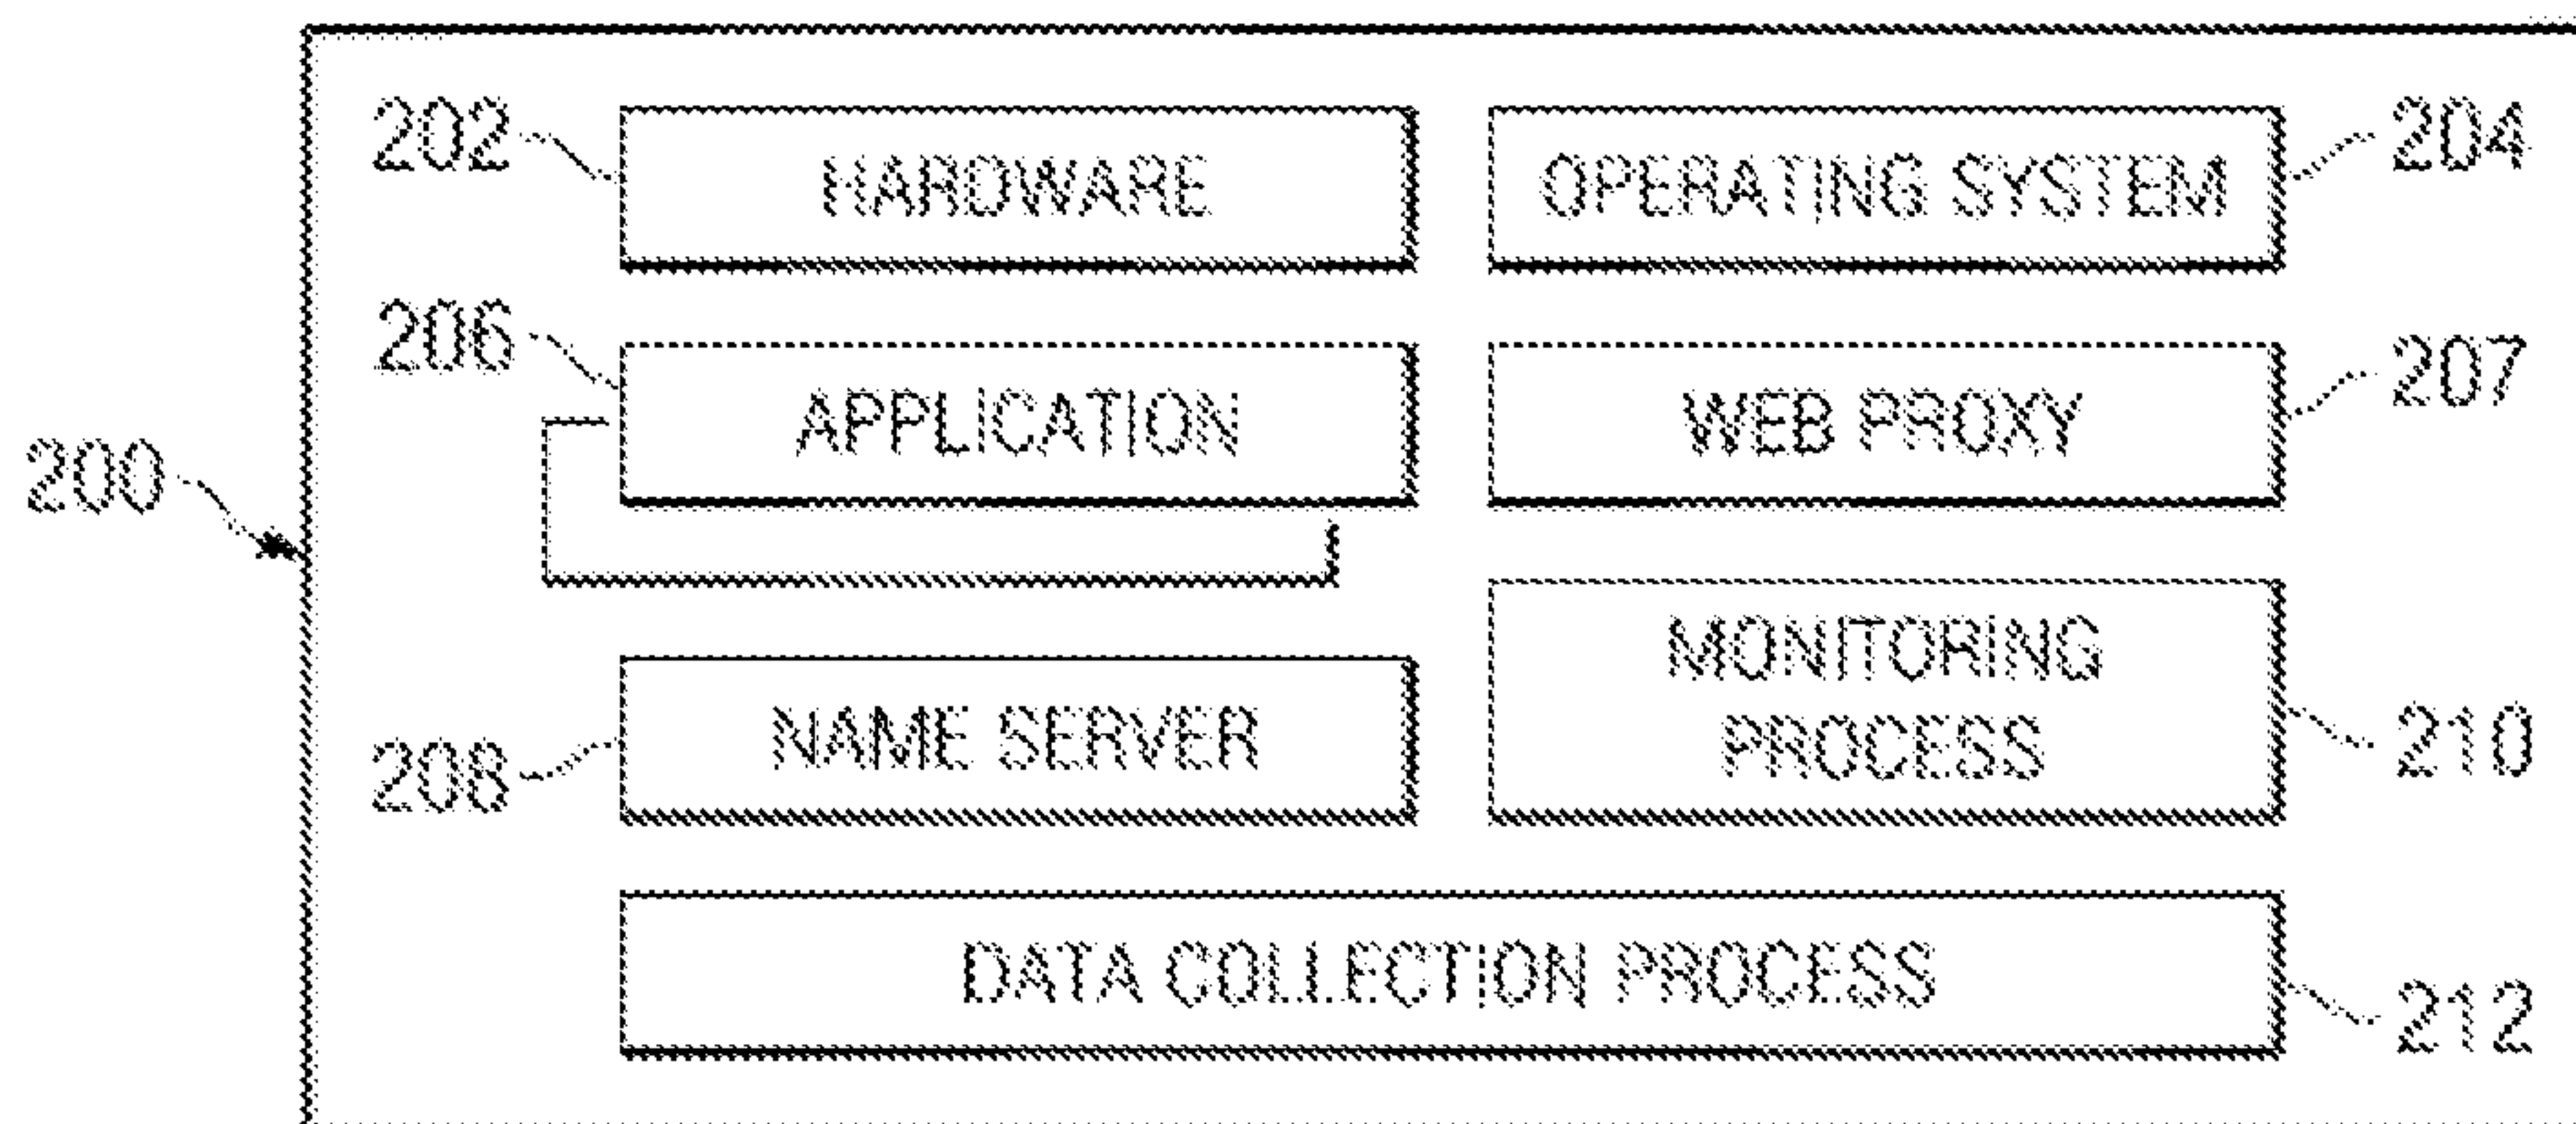 202 HARDWARE OPERATING SYSTEM 204
206 APPLICATION WEB PROXY 207
200
MONITORING
208 NAME SERVER PROCESS 210
DATA COLLECTION PROCESS 212